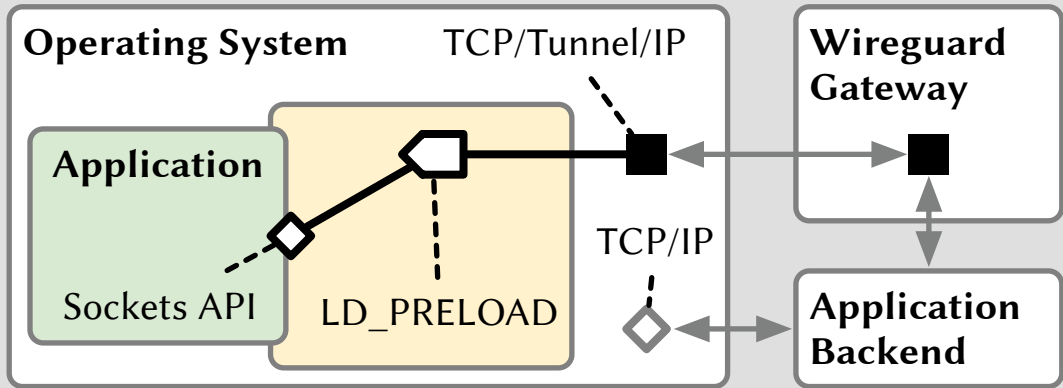 Operating System
TCP/Tunnel/IP
Wireguard
Gateway
Application
TCP/IP
Sockets API
LD_PRELOAD
Application
Backend